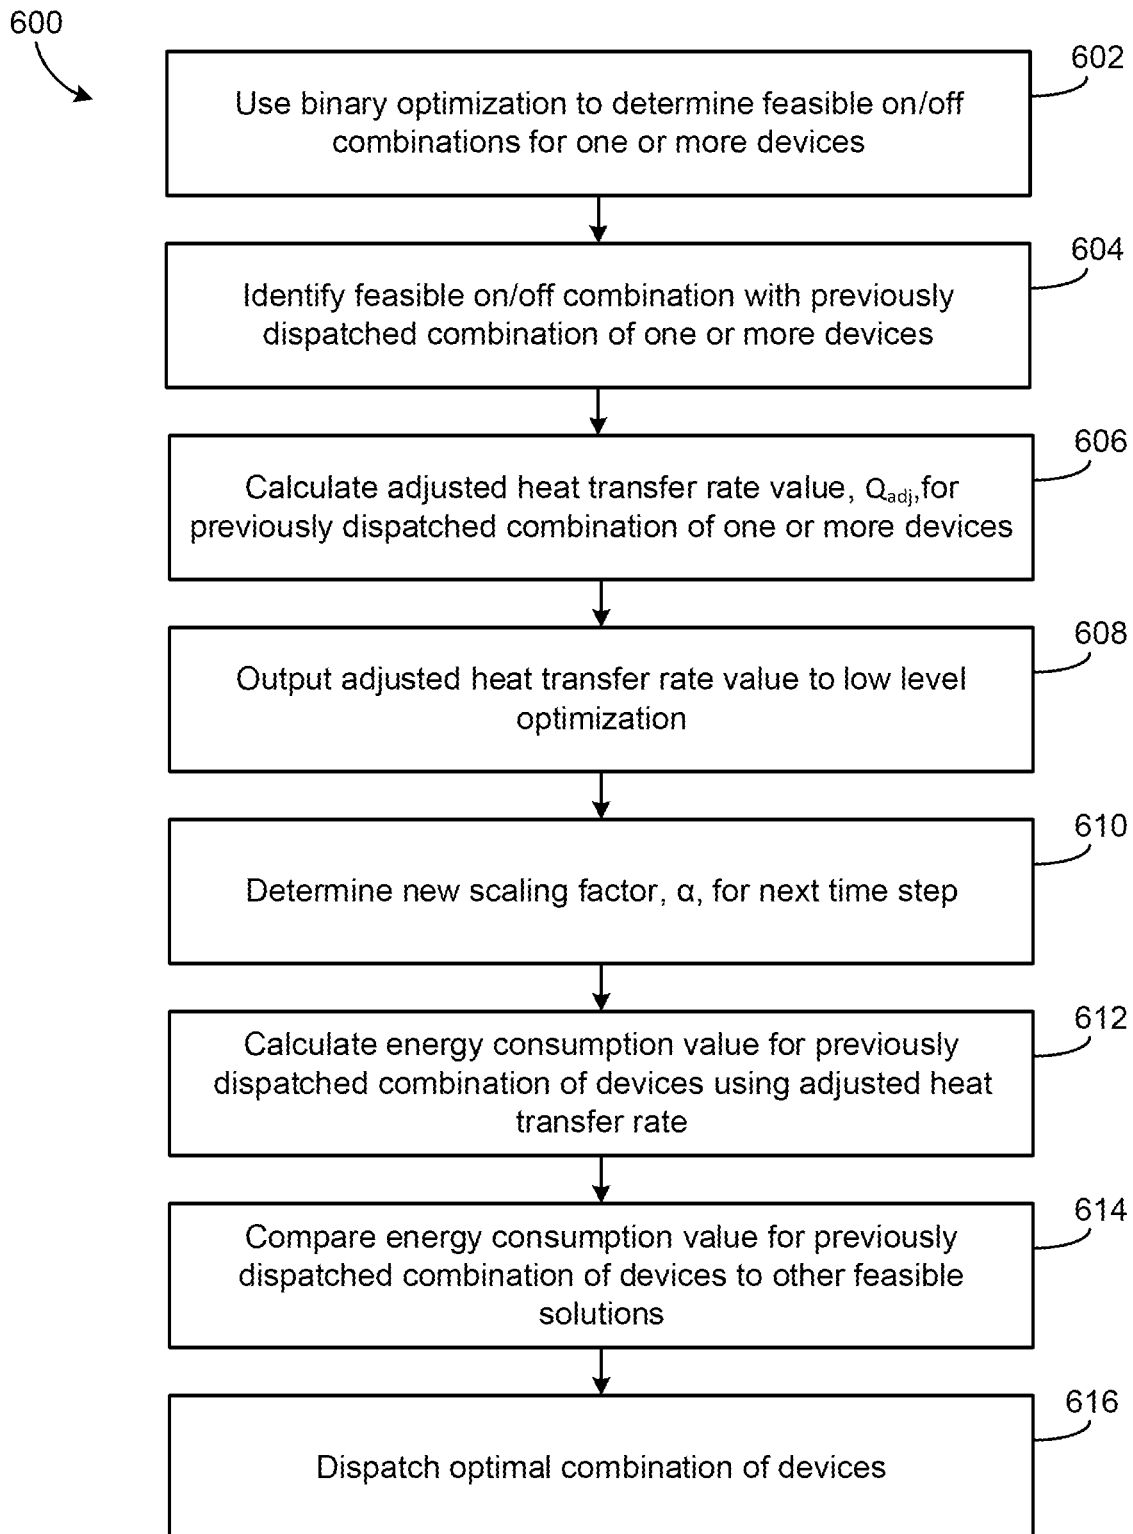 600
602
Use binary optimization to determine feasible on/off
combinations for one or more devices
604
Identify feasible on/off combination with previously
dispatched combination of one or more devices
606
Calculate adjusted heat transfer rate value, Qadj,for
previously dispatched combination of one or more devices
608
Output adjusted heat transfer rate value to low level
optimization
610
Determine new scaling factor, α, for next time step
612
Calculate energy consumption value for previously
dispatched combination of devices using adjusted heat
transfer rate
614
Compare energy consumption value for previously
dispatched combination of devices to other feasible
solutions
616
Dispatch optimal combination of devices